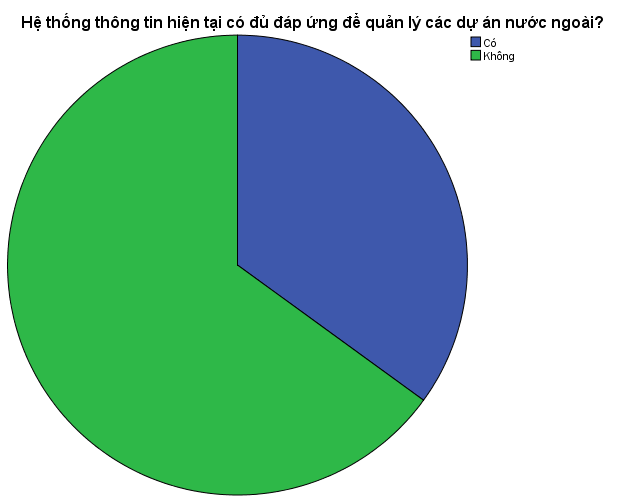 Hệ thống thông tin hiện tại có đủ đáp ứng để quản lý các dự án nước ngoài?
Có
Không